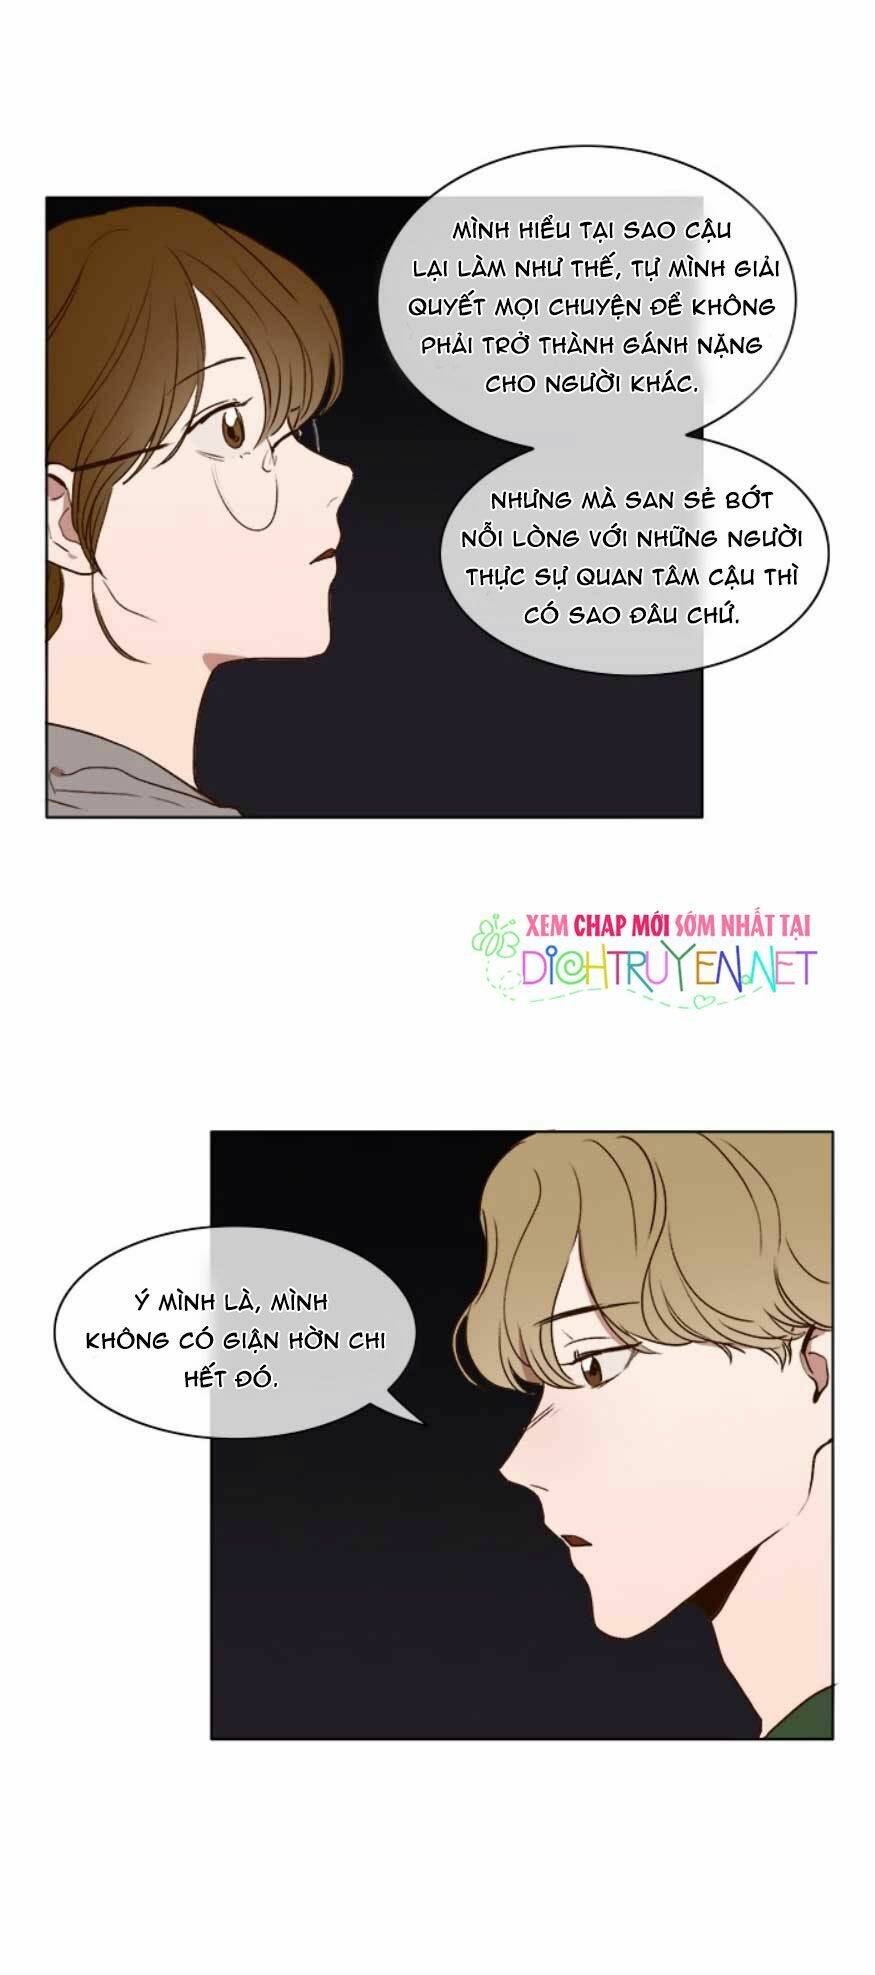 MÌNH HIỂU TẠI SAO CẬU
LẠI LÀM NHƯ THẾ, TỰ MÌNH GIẢI
QUYẾT MỌI CHUYỆN ĐỂ KHÔNG
PHẢI TRỞ THÀNH GÁNH NẶNG
CHO NGƯỜI KHÁC.
NHƯNG MÀ SAN SẺ BỚT
NỖI LÒNG VỚI NHỮNG NGƯỜI
THỰC SỰ QUAN TÂM CẬU THÌ
CÓ SAO ĐÂU CHỨ.
XEM CHAP MỚI SỚM NHẤT TẠI
DICHTRUYEN.NET
Ý MÌNH LÀ, MÌNH
KHÔNG CÓ GIẬN HỜN CHI
HẾT ĐÓ.